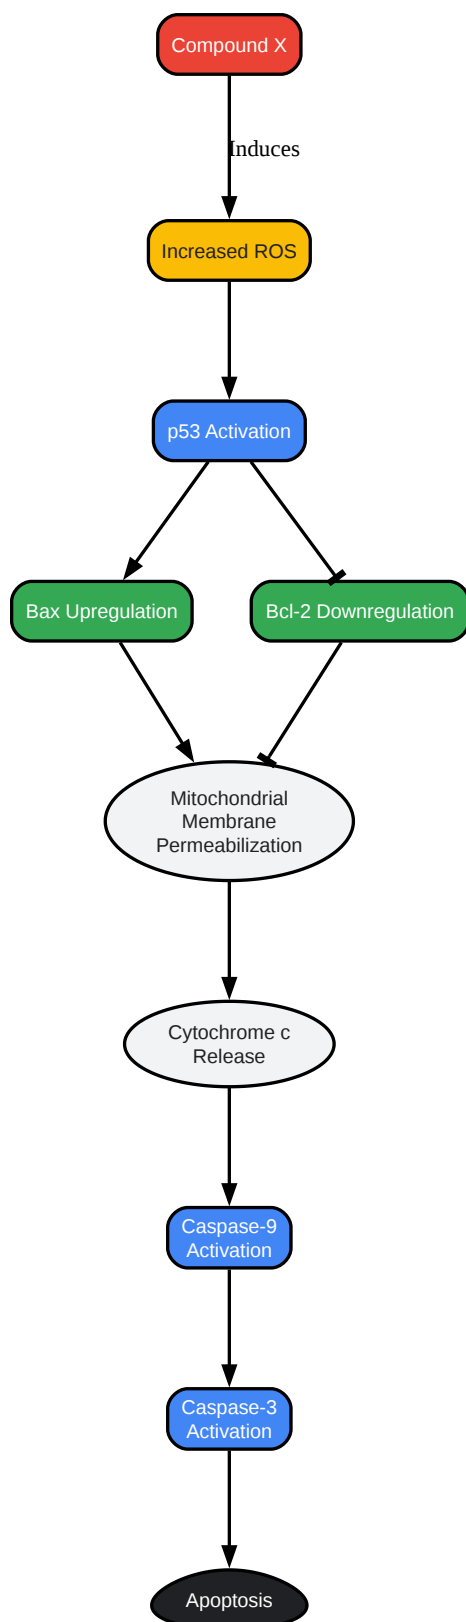 Compound X
Induces
Increased ROS
p53 Activation
Bax Upregulation
Bcl-2 Downregulation
Mitochondrial
Membrane
Permeabilization
Cytochrome c
Release
Caspase-9
Activation
Caspase-3
Activation
Apoptosis